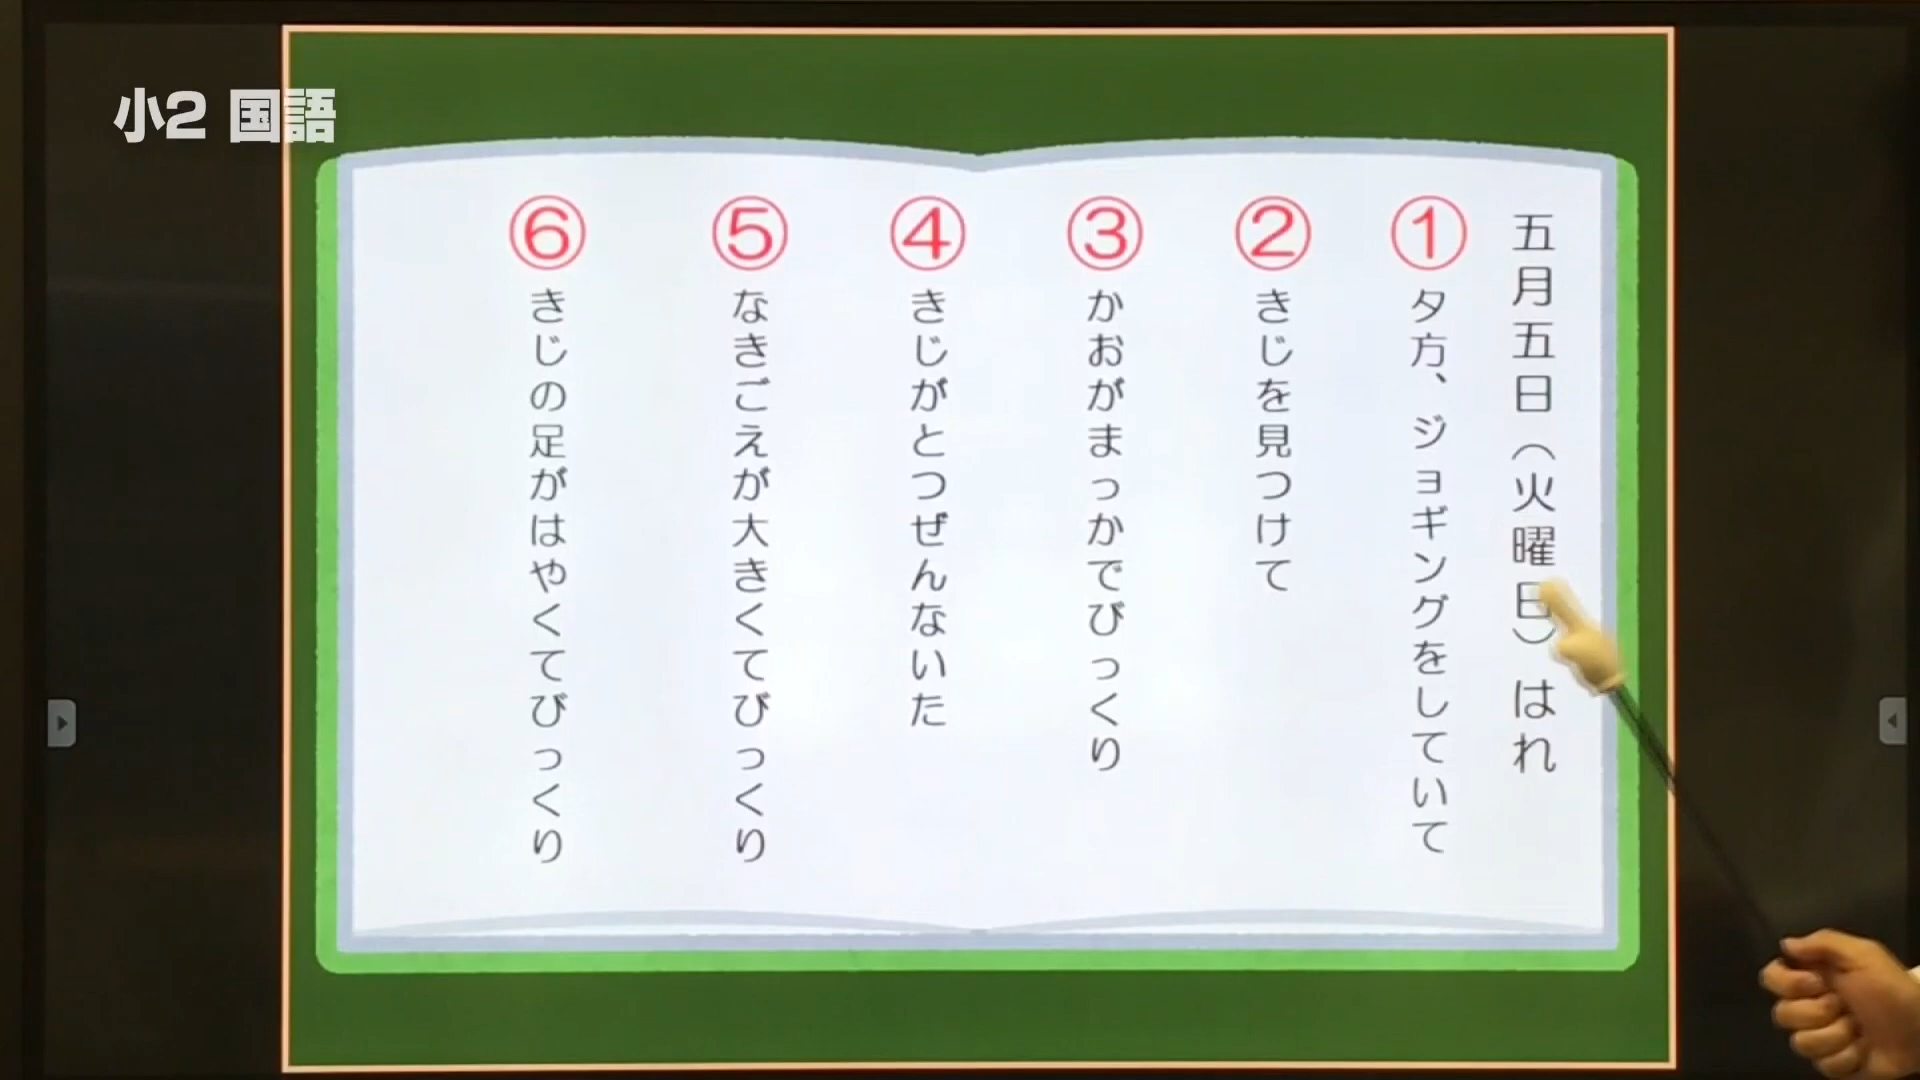 小2 国語
五月五日（火曜日）はれ
①夕方、ジョギングをしていて
②きじを見つけて
③かおがまっかでびっくり
④きじがとつぜんないた
⑤なきごえが大きくてびっくり
⑥きじの足がはやくてびっくり